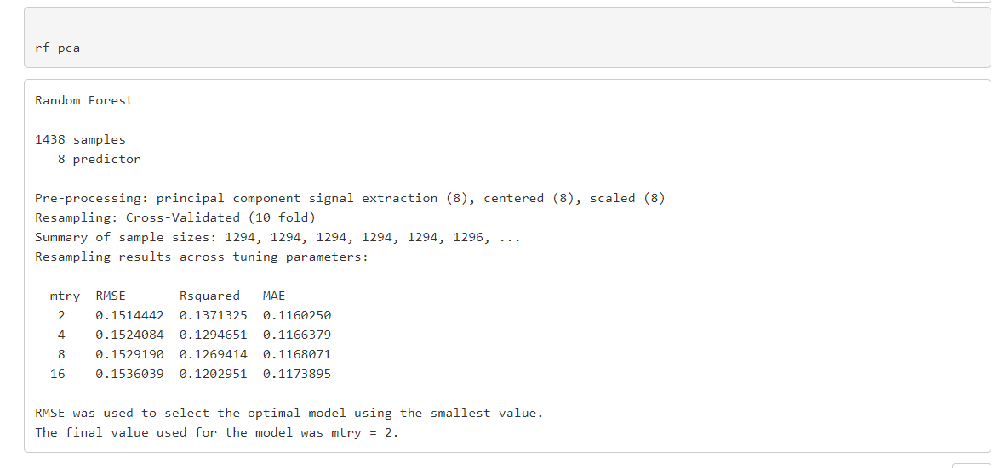 rf_pca
Random Forest
1438 samples
8 predictor
Pre-processing: principal component signal extraction (8), centered (8), scaled (8)
Resampling: Cross-Validated (10 fold)
Summary of sample sizes: 1294, 1294, 1294, 1294, 1294, 1296, ...
Resampling results across tuning parameters:
mtry RMSE Rsquared MAE
2 0.1514442 0.1371325 0.1160250
4 0.1524084 0.1294651 0.1166379
8 0.1529190 0.1269414 0.1168071
16 0.1536039 0.1202951 0.1173895
RMSE was used to select the optimal model using the smallest value.
The final value used for the model was mtry = 2.